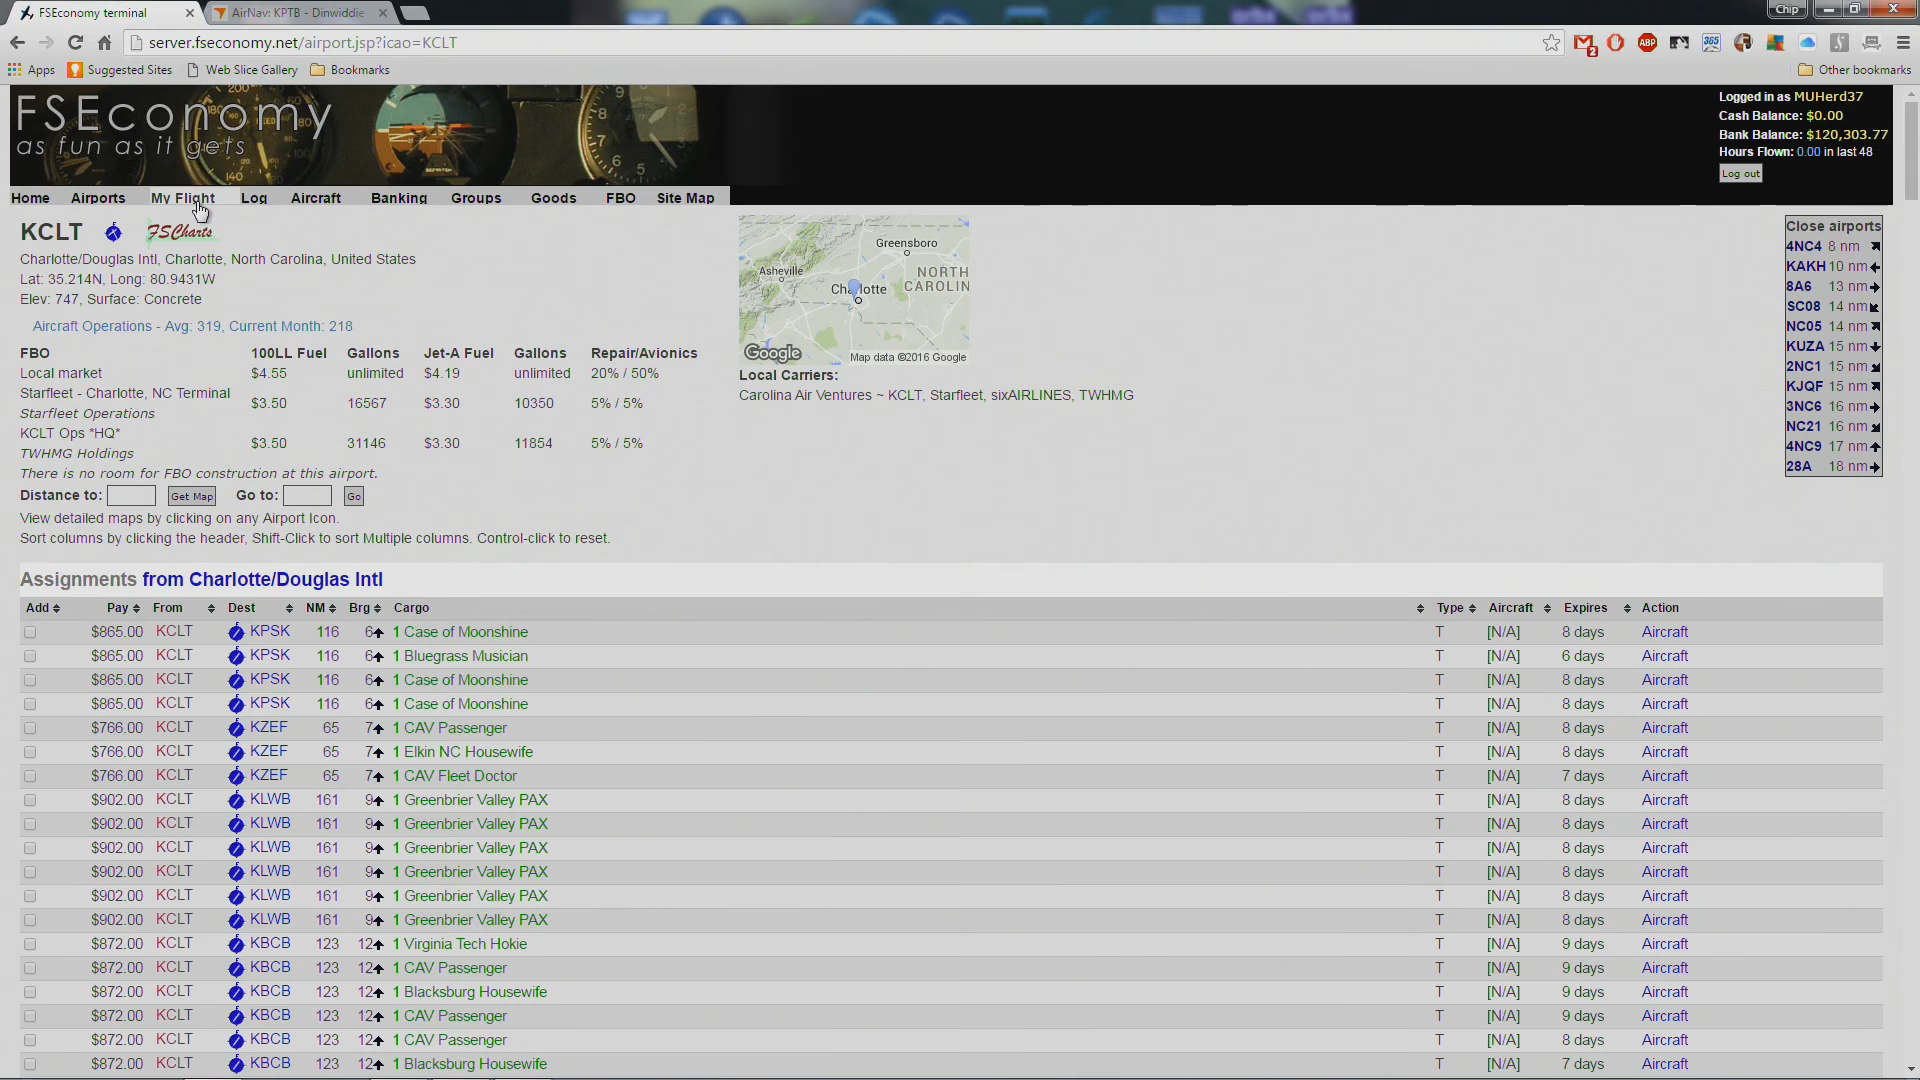 FSEconomy terminal
AirNav: KPTB - Dinwiddie
Chip
server.fseconomy.net/airport.jsp?icao=KCLT
Apps Suggested Sites Web Slice Gallery Bookmarks Other bookmarks
FSEconomy
as fun as it gets
Logged in as MUHerd37
Cash Balance: $0.00
Bank Balance: $120,303.77
Hours Flown: 0.00 in last 48
Log out
Home Airports My Flight Log Aircraft Banking Groups Goods FBO Site Map
KCLT FSCharts
Charlotte/Douglas Intl, Charlotte, North Carolina, United States
Lat: 35.214N, Long: 80.9431W
Elev: 747, Surface: Concrete
Aircraft Operations - Avg: 319, Current Month: 218
FBO 100LL Fuel Gallons Jet-A Fuel Gallons Repair/Avionics
Local market $4.55 unlimited $4.19 unlimited 20% / 50%
Starfleet - Charlotte, NC Terminal
Starfleet Operations $3.50 16567 $3.30 10350 5% / 5%
KCLT Ops *HQ*
TWHMG Holdings $3.50 31146 $3.30 11854 5% / 5%
There is no room for FBO construction at this airport.
Distance to: Get Map Go to: Go
View detailed maps by clicking on any Airport Icon.
Sort columns by clicking the header, Shift-Click to sort Multiple columns. Control-click to reset.
Greensboro
Asheville
NORTH
CAROLIN
Charlotte
Google Map data ©2016 Google
Local Carriers:
Carolina Air Ventures ~ KCLT, Starfleet, sixAIRLINES, TWHMG
Close airports
4NC4 8 nm
KAKH 10 nm
8A6 13 nm
SC08 14 nm
NC05 14 nm
KUZA 15 nm
2NC1 15 nm
KJQF 15 nm
3NC6 16 nm
NC21 16 nm
4NC9 17 nm
28A 18 nm
Assignments from Charlotte/Douglas Intl
Add Pay From Dest NM Brg Cargo Type Aircraft Expires Action
$865.00 KCLT KPSK 116 6 1 Case of Moonshine T [N/A] 8 days Aircraft
$865.00 KCLT KPSK 116 6 1 Bluegrass Musician T [N/A] 6 days Aircraft
$865.00 KCLT KPSK 116 6 1 Case of Moonshine T [N/A] 8 days Aircraft
$865.00 KCLT KPSK 116 6 1 Case of Moonshine T [N/A] 8 days Aircraft
$766.00 KCLT KZEF 65 7 1 CAV Passenger T [N/A] 8 days Aircraft
$766.00 KCLT KZEF 65 7 1 Elkin NC Housewife T [N/A] 8 days Aircraft
$766.00 KCLT KZEF 65 7 1 CAV Fleet Doctor T [N/A] 7 days Aircraft
$902.00 KCLT KLWB 161 9 1 Greenbrier Valley PAX T [N/A] 8 days Aircraft
$902.00 KCLT KLWB 161 9 1 Greenbrier Valley PAX T [N/A] 8 days Aircraft
$902.00 KCLT KLWB 161 9 1 Greenbrier Valley PAX T [N/A] 8 days Aircraft
$902.00 KCLT KLWB 161 9 1 Greenbrier Valley PAX T [N/A] 8 days Aircraft
$902.00 KCLT KLWB 161 9 1 Greenbrier Valley PAX T [N/A] 8 days Aircraft
$902.00 KCLT KLWB 161 9 1 Greenbrier Valley PAX T [N/A] 8 days Aircraft
$872.00 KCLT KBCB 123 12 1 Virginia Tech Hokie T [N/A] 9 days Aircraft
$872.00 KCLT KBCB 123 12 1 CAV Passenger T [N/A] 9 days Aircraft
$872.00 KCLT KBCB 123 12 1 Blacksburg Housewife T [N/A] 9 days Aircraft
$872.00 KCLT KBCB 123 12 1 CAV Passenger T [N/A] 9 days Aircraft
$872.00 KCLT KBCB 123 12 1 CAV Passenger T [N/A] 8 days Aircraft
$872.00 KCLT KBCB 123 12 1 Blacksburg Housewife T [N/A] 7 days Aircraft